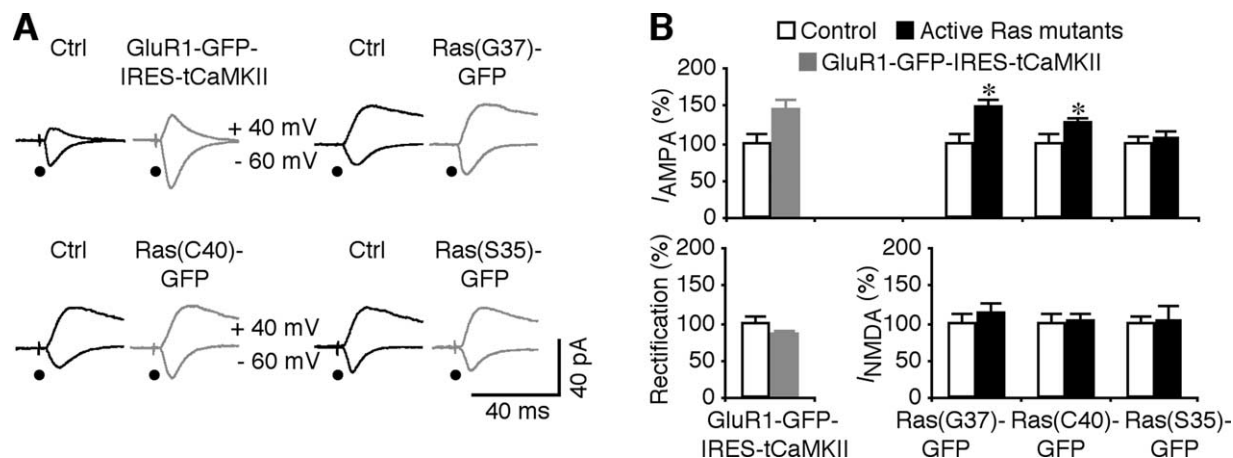 A
Ctrl
GluR1-GFP-
IRES-tCaMKII
Ctrl
Ras(G37)-
GFP
+ 40 mV
- 60 mV
Ctrl
Ras(C40)-
GFP
Ctrl
Ras(S35)-
GFP
+ 40 mV
- 60 mV
40 pA
40 ms
B
Control
Active Ras mutants
GluR1-GFP-IRES-tCaMKII
IAMPA (%)
200
150
100
50
0
*
*
Rectification (%)
200
150
100
50
0
GluR1-GFP-
IRES-tCaMKII
INMDA (%)
200
150
100
50
0
Ras(G37)-
GFP
Ras(C40)-
GFP
Ras(S35)-
GFP